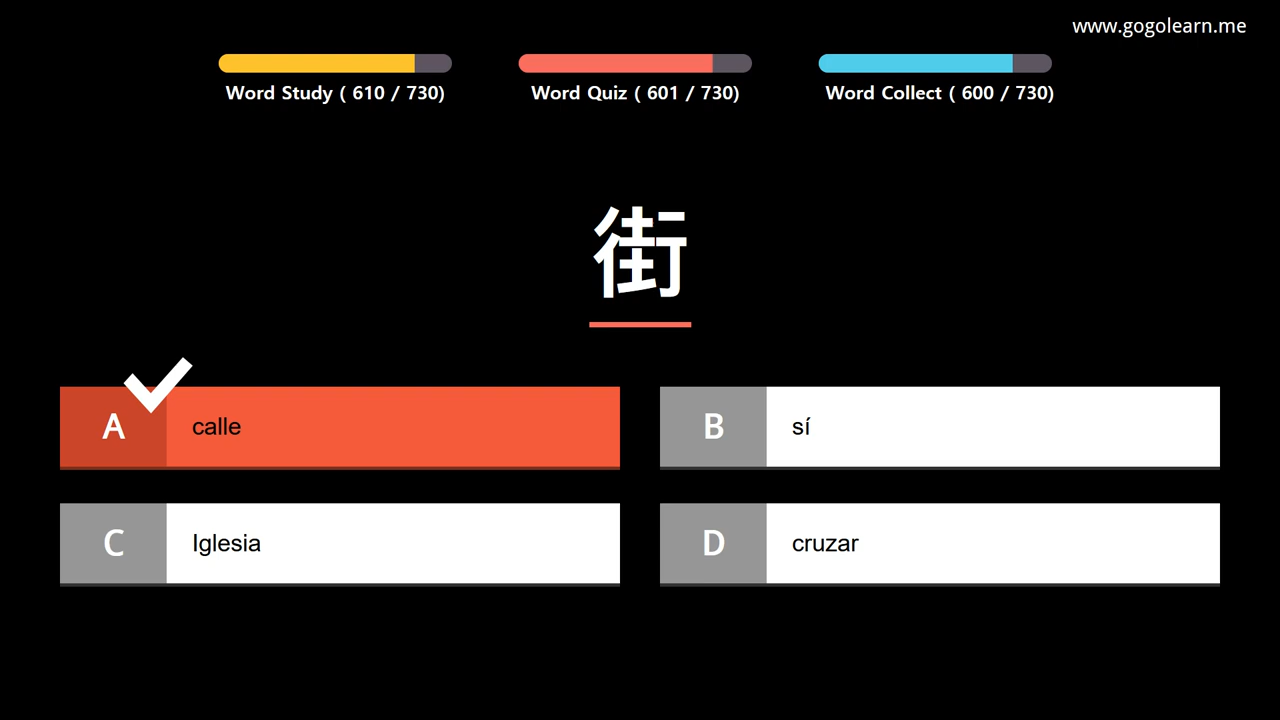 www.gogolearn.me
Word Study ( 610 / 730)
Word Quiz ( 601 / 730)
Word Collect ( 600 / 730)
街
A calle
B sí
C Iglesia
D cruzar